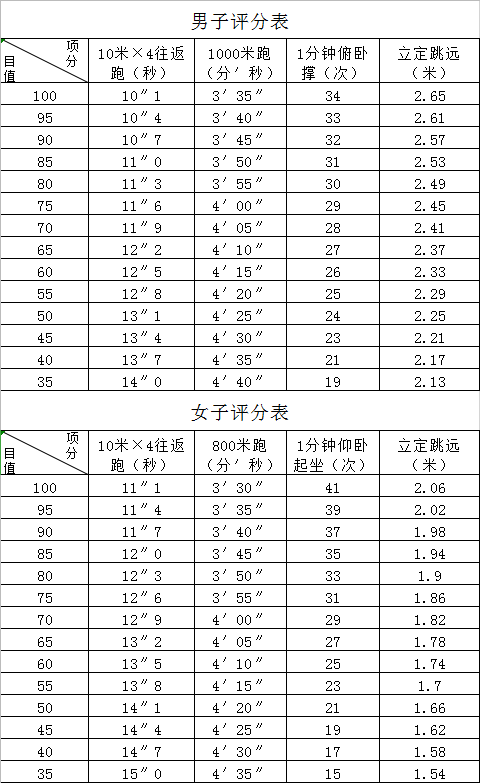 男子评分表
项目 分值 10米×4往返跑（秒） 1000米跑（分′秒） 1分钟俯卧撑（次） 立定跳远（米）
100 10″1 3′35″ 34 2.65
95 10″4 3′40″ 33 2.61
90 10″7 3′45″ 32 2.57
85 11″0 3′50″ 31 2.53
80 11″3 3′55″ 30 2.49
75 11″6 4′00″ 29 2.45
70 11″9 4′05″ 28 2.41
65 12″2 4′10″ 27 2.37
60 12″5 4′15″ 26 2.33
55 12″8 4′20″ 25 2.29
50 13″1 4′25″ 24 2.25
45 13″4 4′30″ 23 2.21
40 13″7 4′35″ 21 2.17
35 14″0 4′40″ 19 2.13
女子评分表
项目 分值 10米×4往返跑（秒） 800米跑（分′秒） 1分钟仰卧起坐（次） 立定跳远（米）
100 11″1 3′30″ 41 2.06
95 11″4 3′35″ 39 2.02
90 11″7 3′40″ 37 1.98
85 12″0 3′45″ 35 1.94
80 12″3 3′50″ 33 1.9
75 12″6 3′55″ 31 1.86
70 12″9 4′00″ 29 1.82
65 13″2 4′05″ 27 1.78
60 13″5 4′10″ 25 1.74
55 13″8 4′15″ 23 1.7
50 14″1 4′20″ 21 1.66
45 14″4 4′25″ 19 1.62
40 14″7 4′30″ 17 1.58
35 15″0 4′35″ 15 1.54